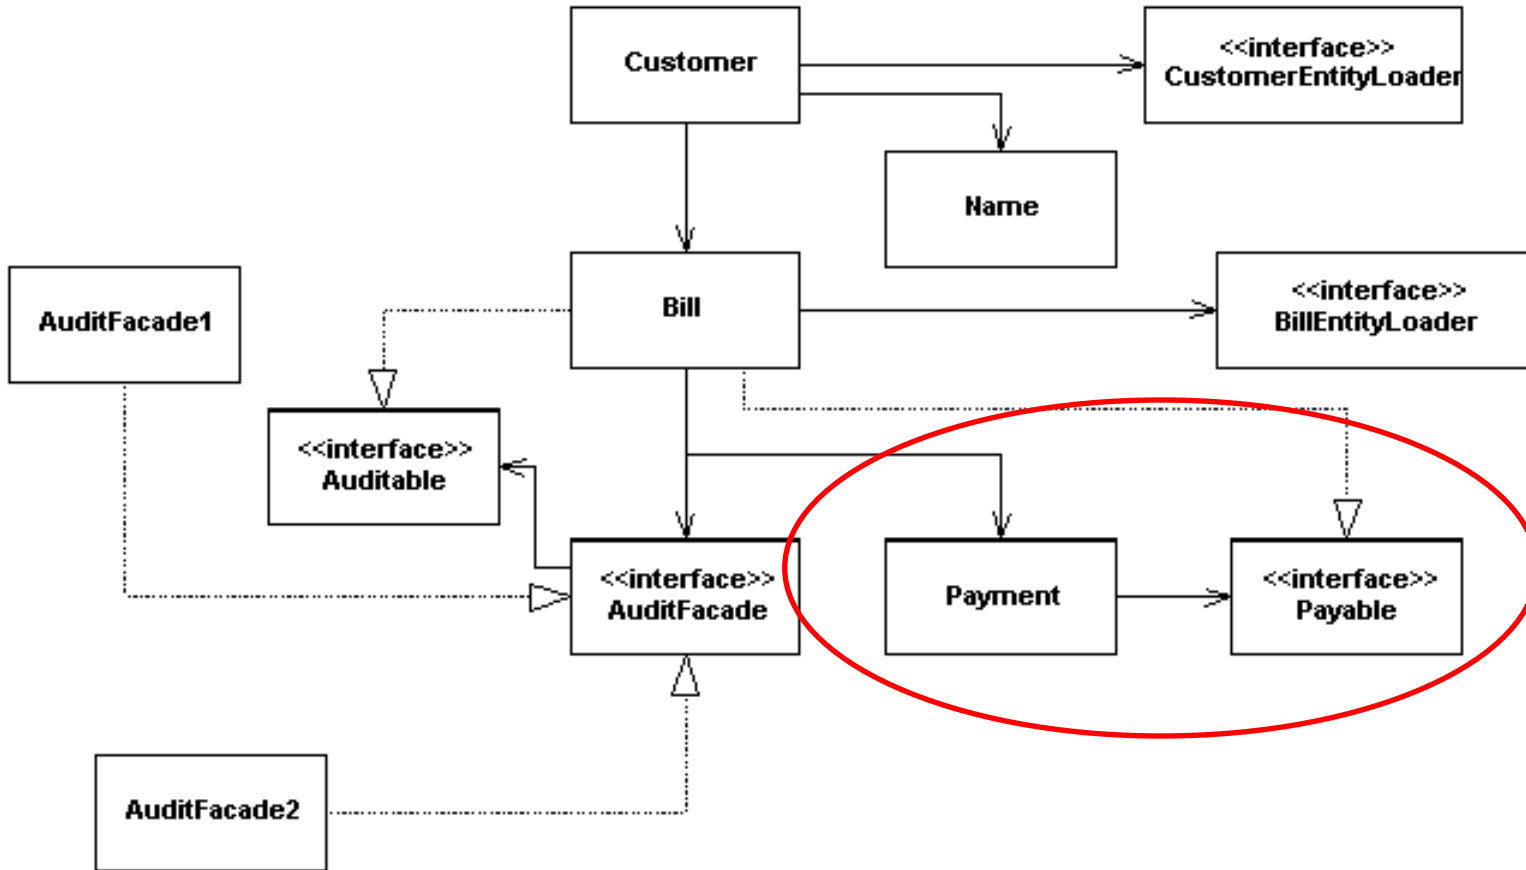 Customer
<<interface>>
CustomerEntityLoader
Name
AuditFacade1
Bill
<<interface>>
BillEntityLoader
<<interface>>
Auditable
<<interface>>
AuditFacade
Payment
<<interface>>
Payable
AuditFacade2